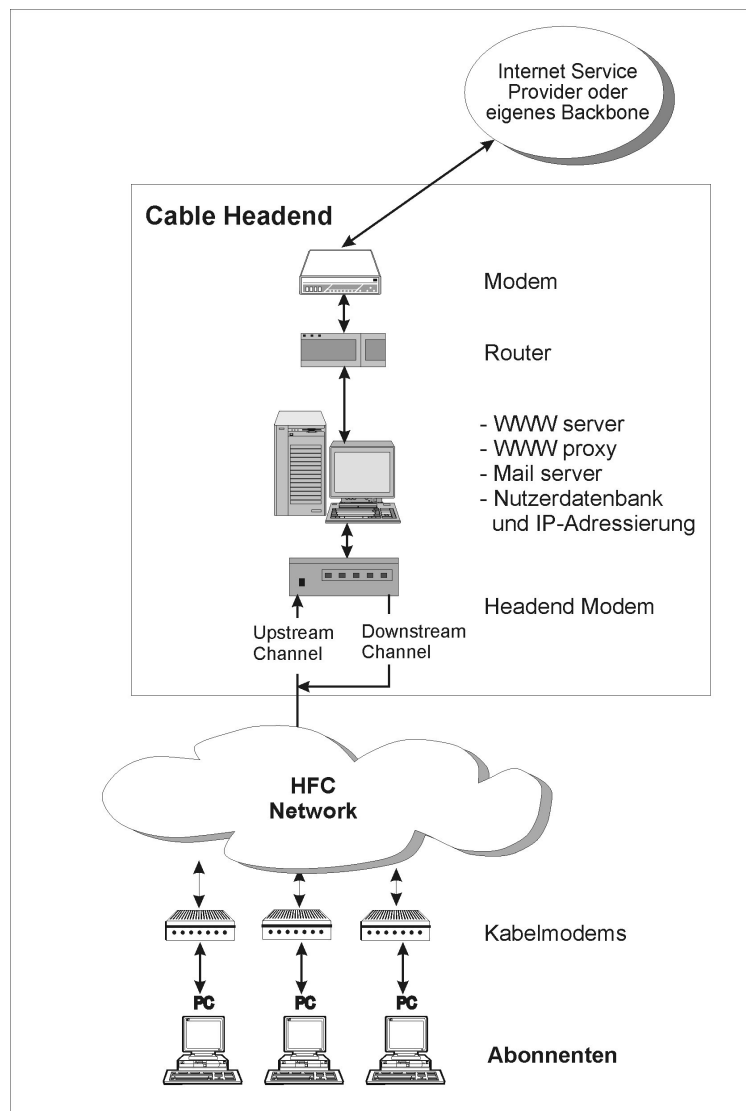 Internet Service
Provider oder
eigenes Backbone
Cable Headend
Modem
Router
- WWW server
- WWW proxy
- Mail server
- Nutzerdatenbank
und IP-Adressierung
Headend Modem
Upstream
Channel
Downstream
Channel
HFC
Network
Kabelmodems
PC
PC
PC
Abonnenten